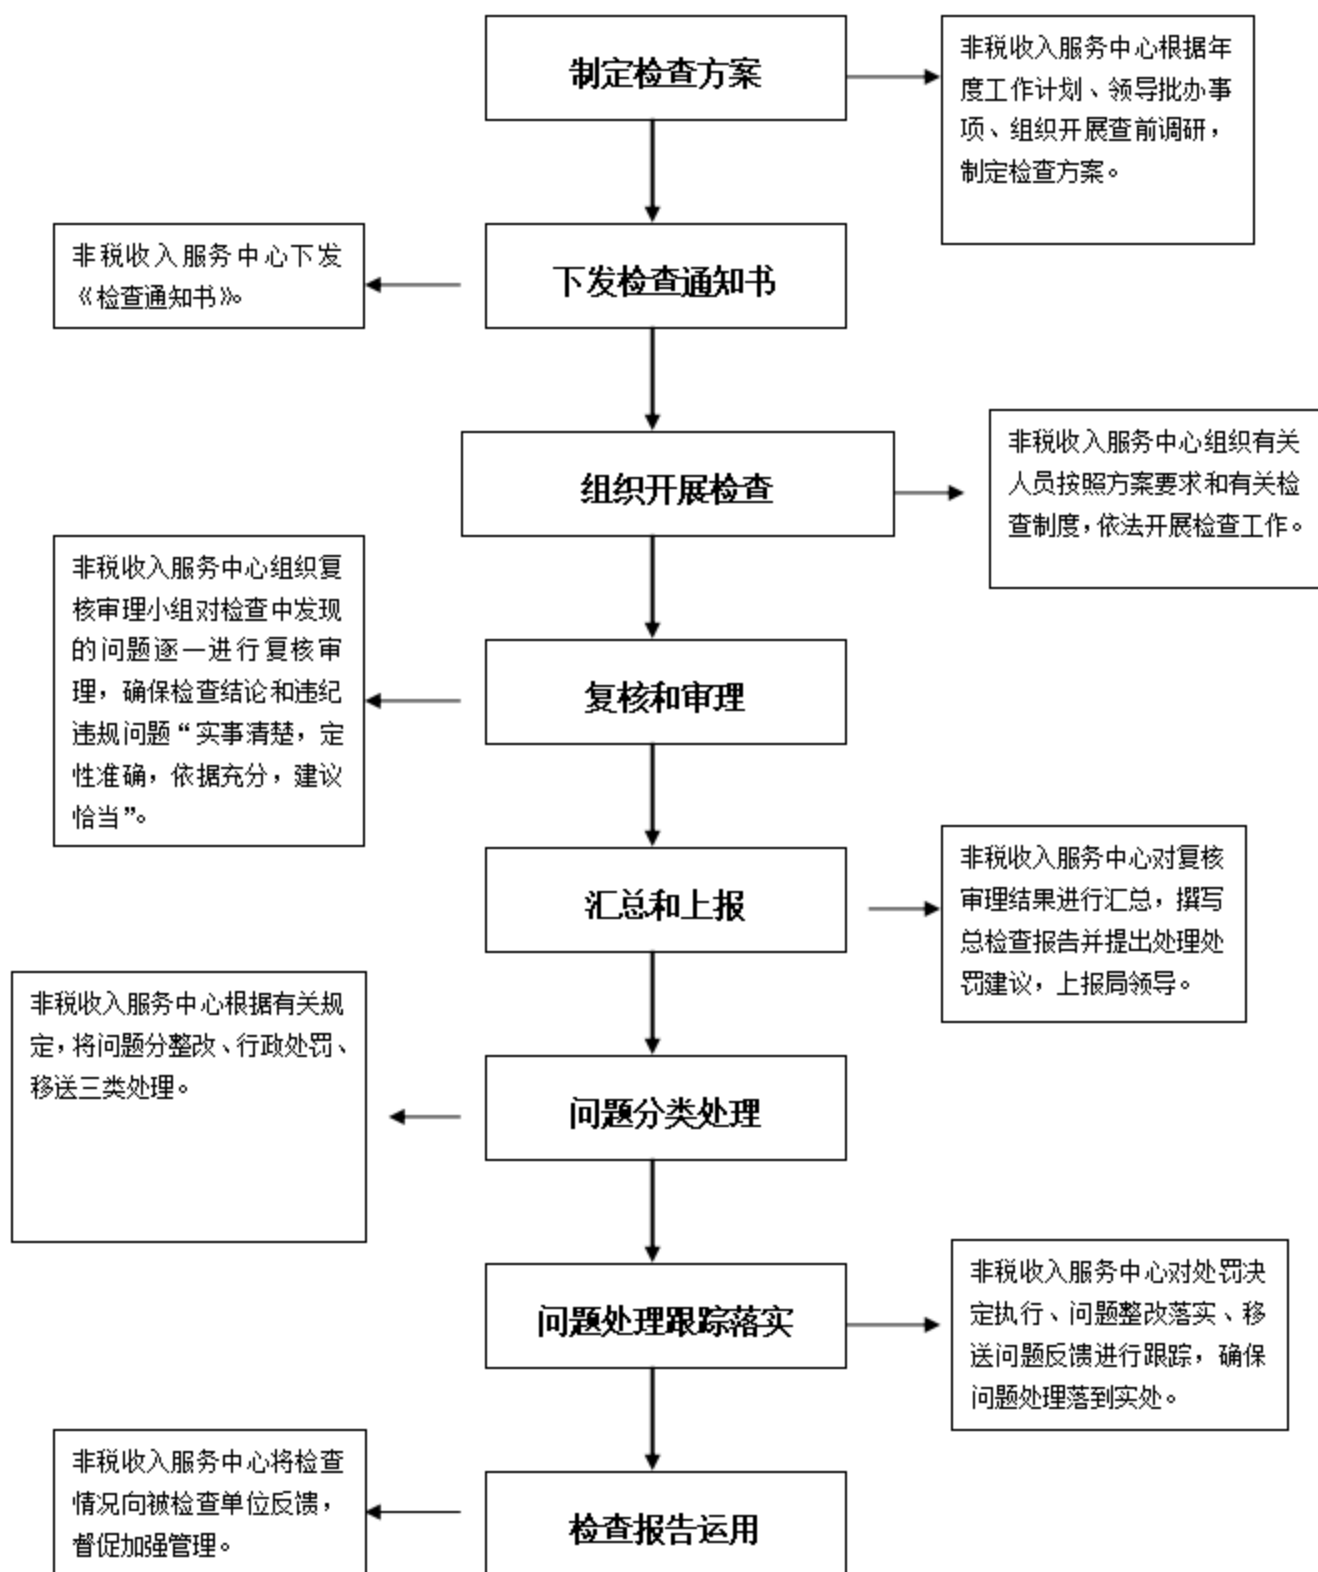 制定检查方案
非税收入服务中心根据年
度工作计划、领导批办事
项、组织开展查前调研，
制定检查方案。
非税收入服务中心下发
《检查通知书》。
下发检查通知书
组织开展检查
非税收入服务中心组织有关
人员按照方案要求和有关检
查制度，依法开展检查工作。
非税收入服务中心组织复
核审理小组对检查中发现
的问题逐一进行复核审
理，确保检查结论和违纪
违规问题“实事清楚，定
性准确，依据充分，建议
恰当”。
复核和审理
汇总和上报
非税收入服务中心对复核
审理结果进行汇总，撰写
总检查报告并提出处理处
罚建议，上报局领导。
非税收入服务中心根据有关规
定，将问题分整改、行政处罚、
移送三类处理。
问题分类处理
问题处理跟踪落实
非税收入服务中心对处罚决
定执行、问题整改落实、移
送问题反馈进行跟踪，确保
问题处理落到实处。
非税收入服务中心将检查
情况向被检查单位反馈，
督促加强管理。
检查报告运用